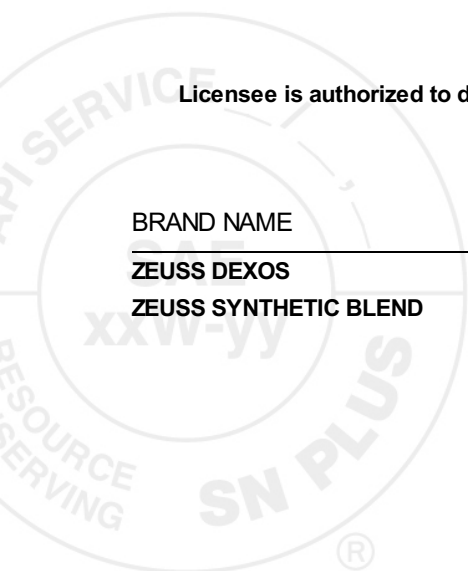 Licensee is authorized to d
BRAND NAME
ZEUSS DEXOS
ZEUSS SYNTHETIC BLEND
API SERVICE
SAE
xxW-yy
RESOURCE
SERVING
SN PLUS
®